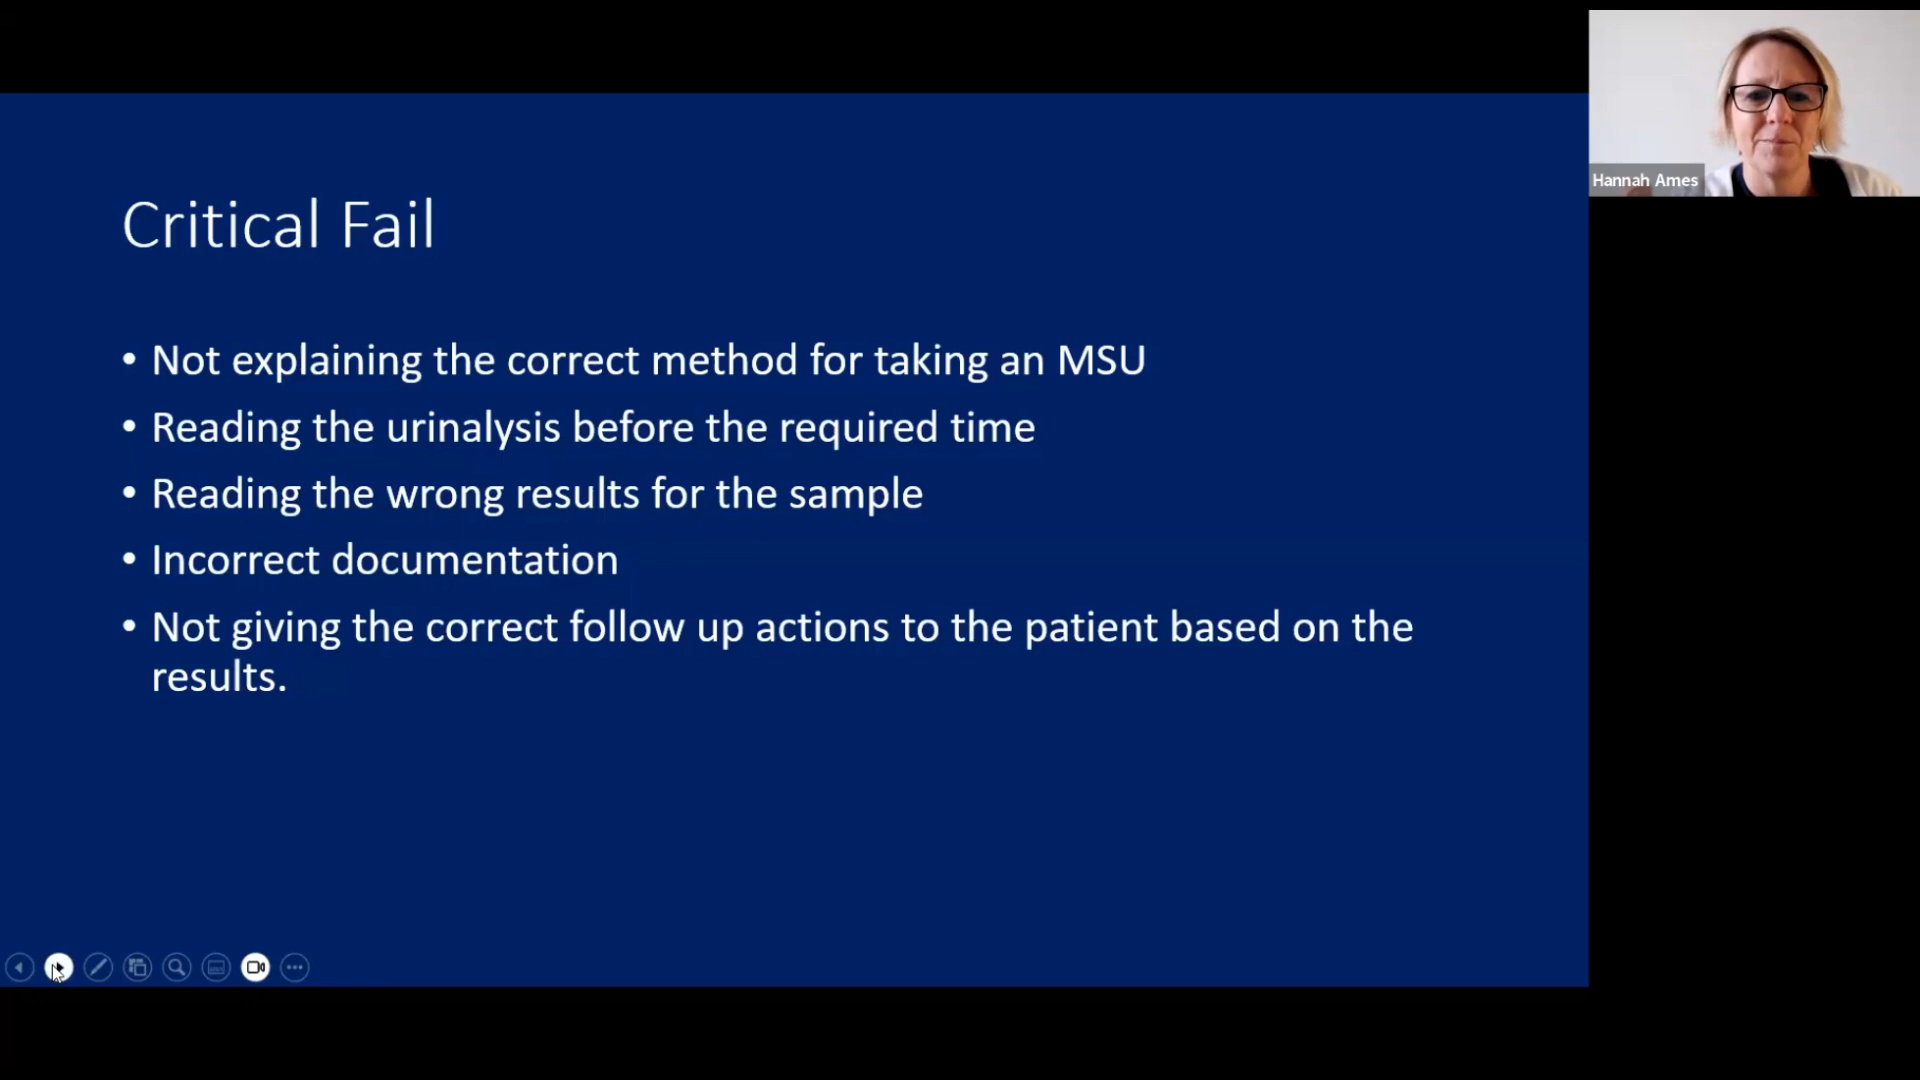 Hannah Ames
Critical Fail
• Not explaining the correct method for taking an MSU
• Reading the urinalysis before the required time
• Reading the wrong results for the sample
• Incorrect documentation
• Not giving the correct follow up actions to the patient based on the
results.